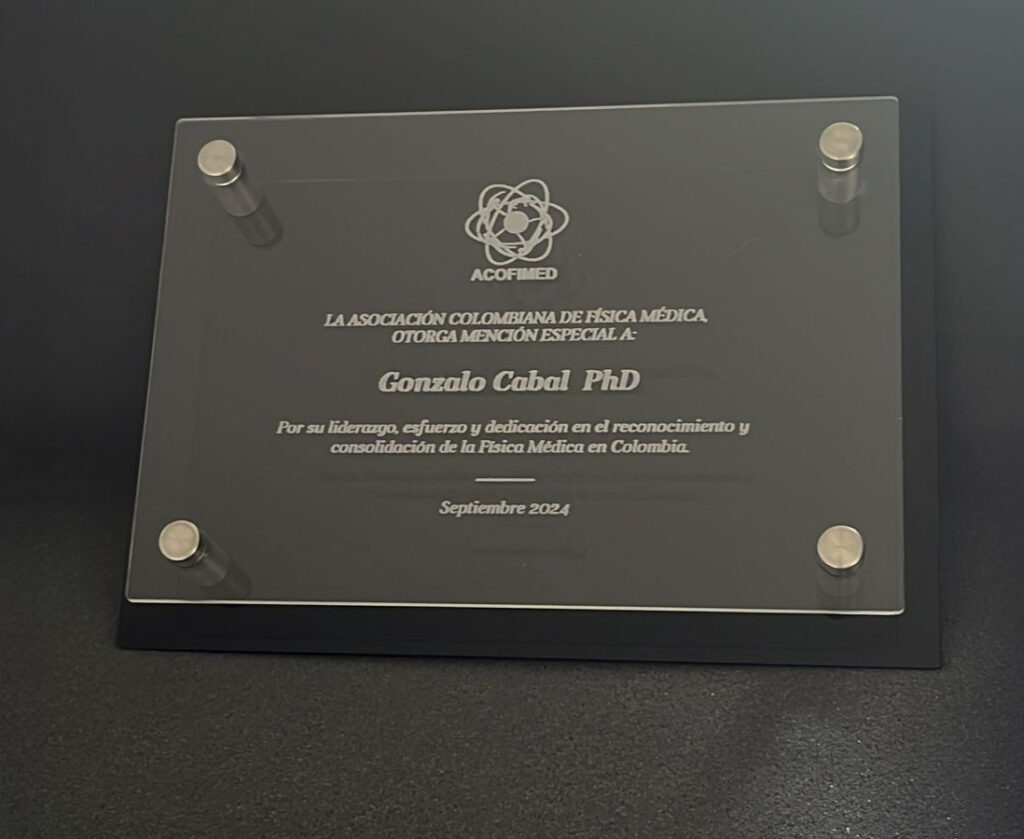 ACOFIMED
LA ASOCIACIÓN COLOMBIANA DE FÍSICA MÉDICA,
OTORGA MENCIÓN ESPECIAL A:
Gonzalo Cabal PhD
Por su liderazgo, esfuerzo y dedicación en el reconocimiento y
consolidación de la Física Médica en Colombia.
Septiembre 2024